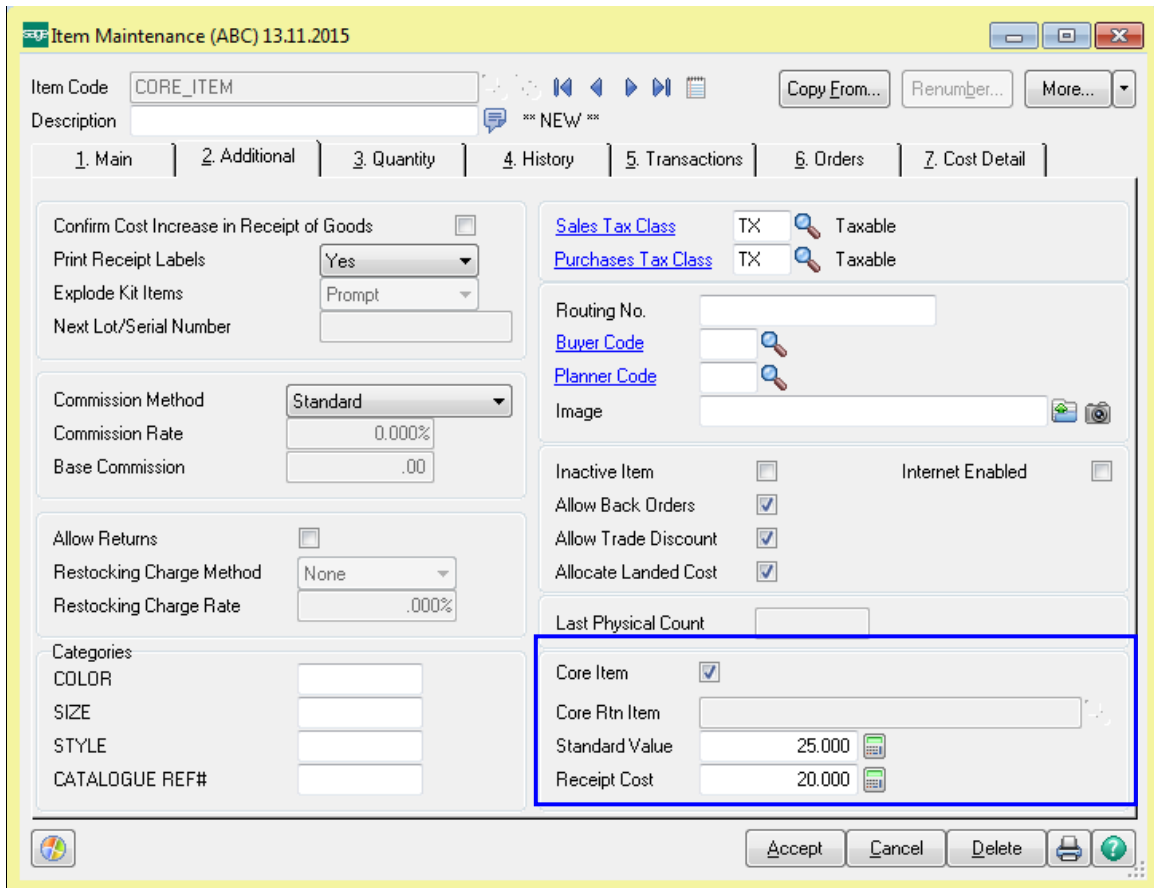 sage Item Maintenance (ABC) 13.11.2015
Item Code CORE_ITEM Copy From... Renumber... More...
Description ** NEW **
1. Main 2. Additional 3. Quantity 4. History 5. Transactions 6. Orders 7. Cost Detail
Confirm Cost Increase in Receipt of Goods
Print Receipt Labels Yes
Explode Kit Items Prompt
Next Lot/Serial Number
Commission Method Standard
Commission Rate 0.000%
Base Commission .00
Allow Returns
Restocking Charge Method None
Restocking Charge Rate .000%
Categories
COLOR
SIZE
STYLE
CATALOGUE REF#
Sales Tax Class TX Taxable
Purchases Tax Class TX Taxable
Routing No.
Buyer Code
Planner Code
Image
Inactive Item Internet Enabled
Allow Back Orders
Allow Trade Discount
Allocate Landed Cost
Last Physical Count
Core Item
Core Rtn Item
Standard Value 25.000
Receipt Cost 20.000
Accept Cancel Delete